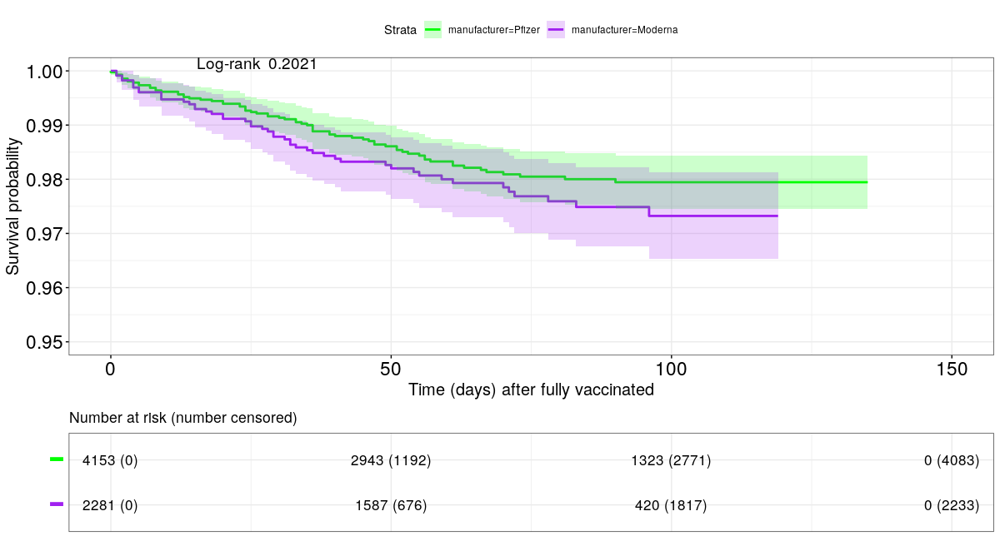 Strata manufacturer=Pfizer manufacturer=Moderna
Log-rank 0.2021
1.00
0.99
0.98
0.97
0.96
0.95
Survival probability
0 50 100 150
Time (days) after fully vaccinated
Number at risk (number censored)
4153 (0) 2943 (1192) 1323 (2771) 0 (4083)
2281 (0) 1587 (676) 420 (1817) 0 (2233)